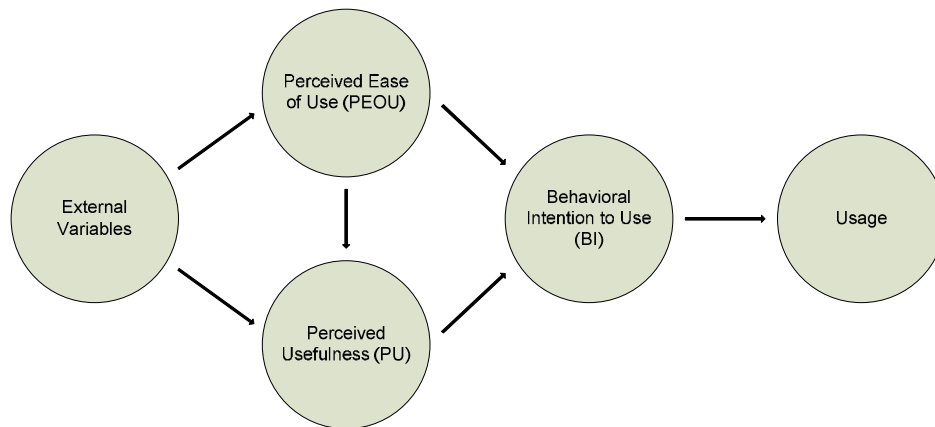 Perceived Ease
of Use (PEOU)
External
Variables
Behavioral
Intention to Use
(BI)
Usage
Perceived
Usefulness (PU)